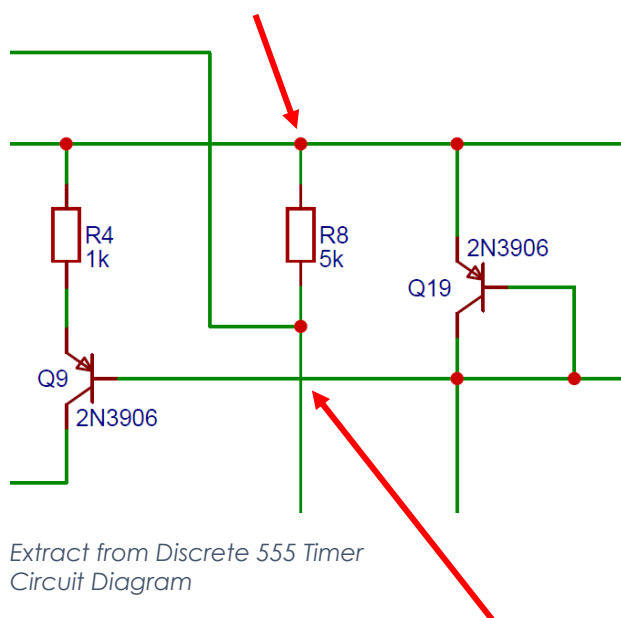 R4
1k
R8
5k
2N3906
Q19
Q9
2N3906
Extract from Discrete 555 Timer
Circuit Diagram